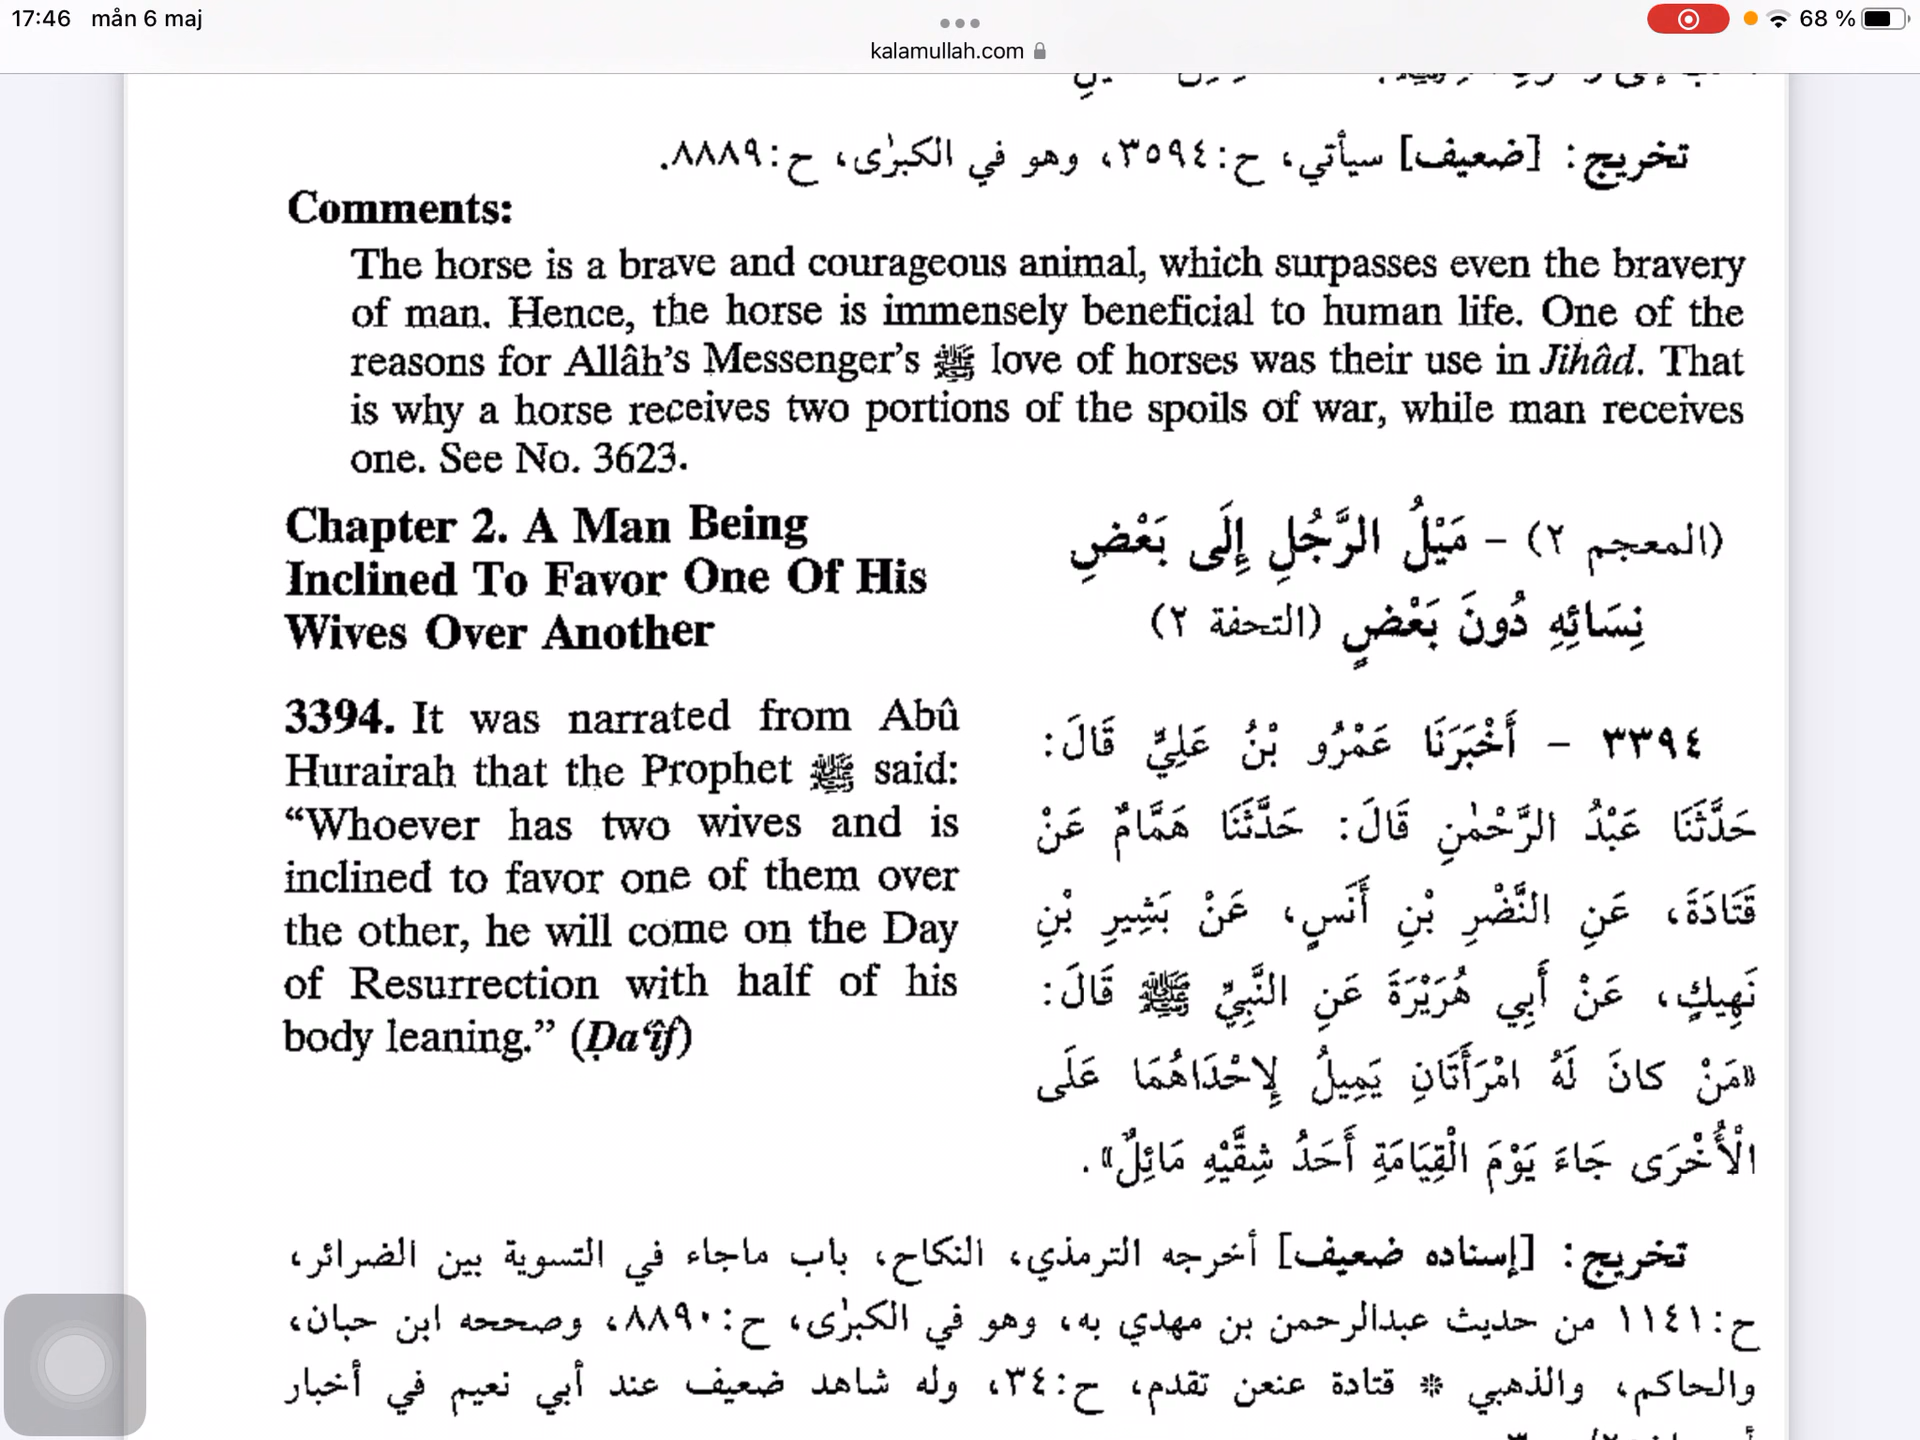 17:46 mån 6 maj
68 %
kalamullah.com
تخريج: [ضعيف] سيأتي، ح:٣٥٩٤، وهو في الكبرٰى، ح:٨٨٨٩.
Comments:
The horse is a brave and courageous animal, which surpasses even the bravery
of man. Hence, the horse is immensely beneficial to human life. One of the
reasons for Allâh's Messenger's ﷺ love of horses was their use in Jihâd. That
is why a horse receives two portions of the spoils of war, while man receives
one. See No. 3623.
Chapter 2. A Man Being
Inclined To Favor One Of His
Wives Over Another
(المعجم ٢) - مَيْلُ الرَّجُلِ إِلَى بَعْضِ
نِسَائِهِ دُونَ بَعْضٍ (التحفة ٢)
3394. It was narrated from Abû
Hurairah that the Prophet ﷺ said:
“Whoever has two wives and is
inclined to favor one of them over
the other, he will come on the Day
of Resurrection with half of his
body leaning.” (Ḍa‘îf)
٣٣٩٤ - أَخْبَرَنَا عَمْرُو بْنُ عَلِيٍّ قَالَ:
حَدَّثَنَا عَبْدُ الرَّحْمٰنِ قَالَ: حَدَّثَنَا هَمَّامٌ عَنْ
قَتَادَةَ، عَنِ النَّضْرِ بْنِ أَنَسٍ، عَنْ بَشِيرِ بْنِ
نَهِيكٍ، عَنْ أَبِي هُرَيْرَةَ عَنِ النَّبِيِّ ﷺ قَالَ:
«مَنْ كانَ لَهُ امْرَأَتَانِ يَمِيلُ لِإحْدَاهُمَا عَلَى
الْأُخْرَى جَاءَ يَوْمَ الْقِيَامَةِ أَحَدُ شِقَّيْهِ مَائِلٌ».
تخريج: [إسناده ضعيف] أخرجه الترمذي، النكاح، باب ماجاء في التسوية بين الضرائر،
ح:١١٤١ من حديث عبدالرحمن بن مهدي به، وهو في الكبرٰى، ح:٨٨٩٠، وصححه ابن حبان،
والحاكم، والذهبي * قتادة عنعن تقدم، ح:٣٤، وله شاهد ضعيف عند أبي نعيم في أخبار